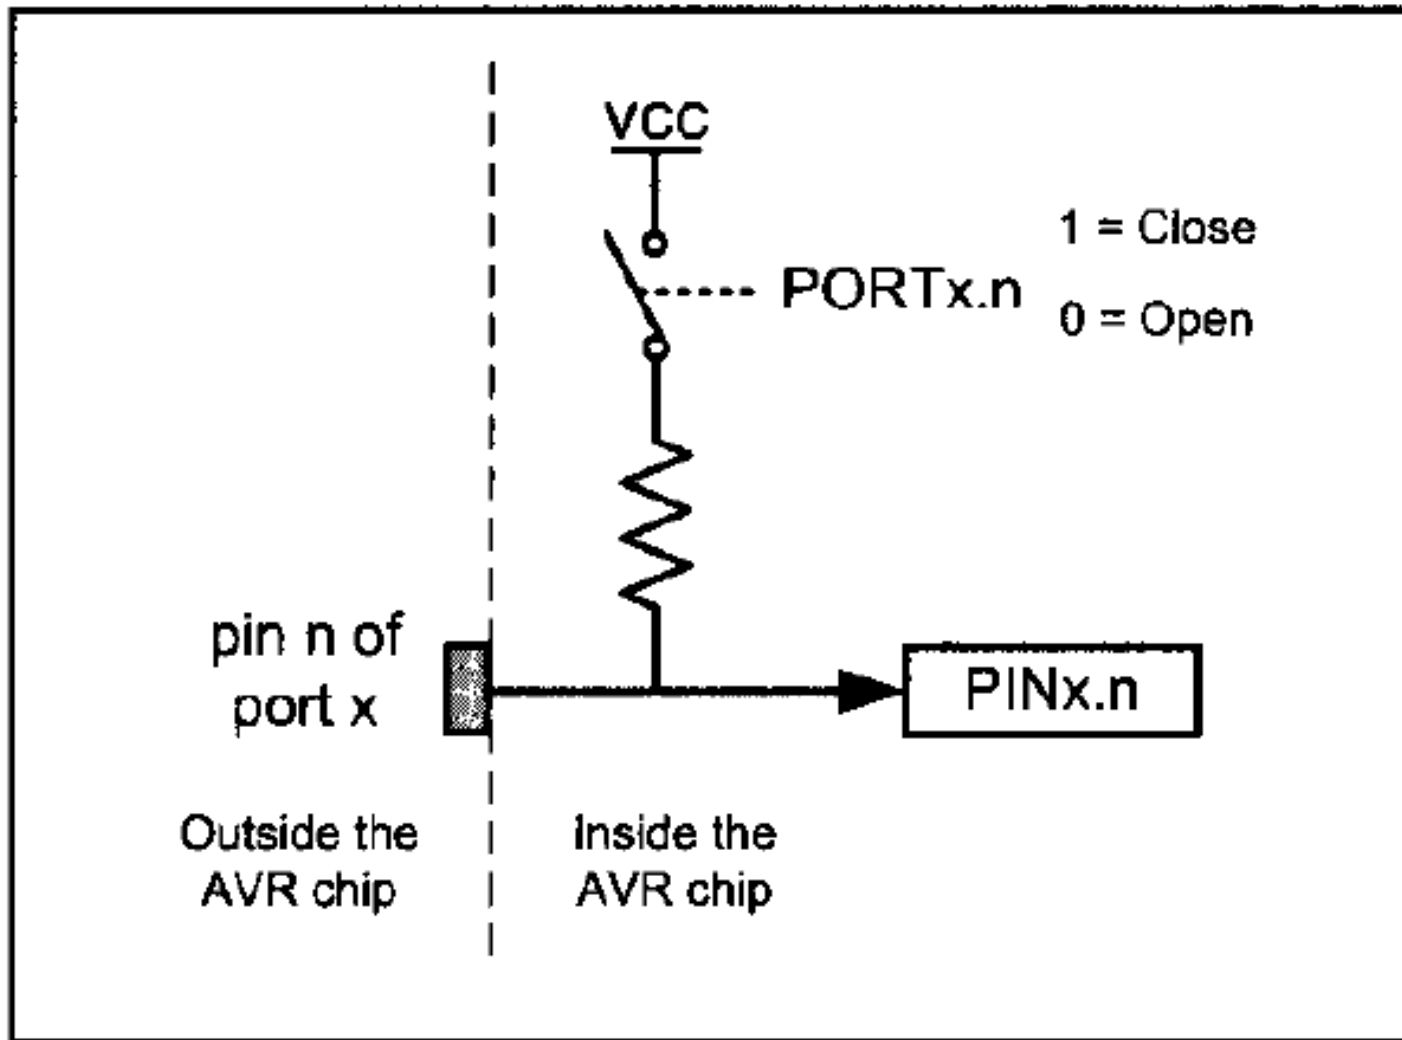 VCC
1 = Close
PORTx.n
0 = Open
pin n of
port x
PINx.n
Outside the
AVR chip
Inside the
AVR chip